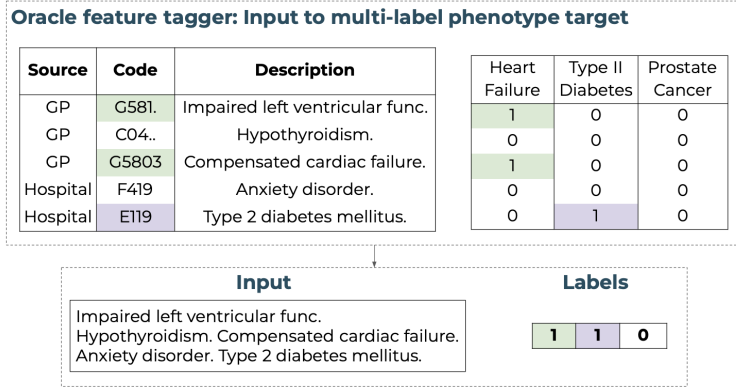 Oracle feature tagger: Input to multi-label phenotype target
Source Code Description
Heart Failure Type II Diabetes Prostate Cancer
GP G581. Impaired left ventricular func. 1 0 0
GP C04.. Hypothyroidism. 0 0 0
GP G5803 Compensated cardiac failure. 1 0 0
Hospital F419 Anxiety disorder. 0 0 0
Hospital E119 Type 2 diabetes mellitus. 0 1 0
Input Labels
Impaired left ventricular func.
Hypothyroidism. Compensated cardiac failure.
Anxiety disorder. Type 2 diabetes mellitus.
1 1 0